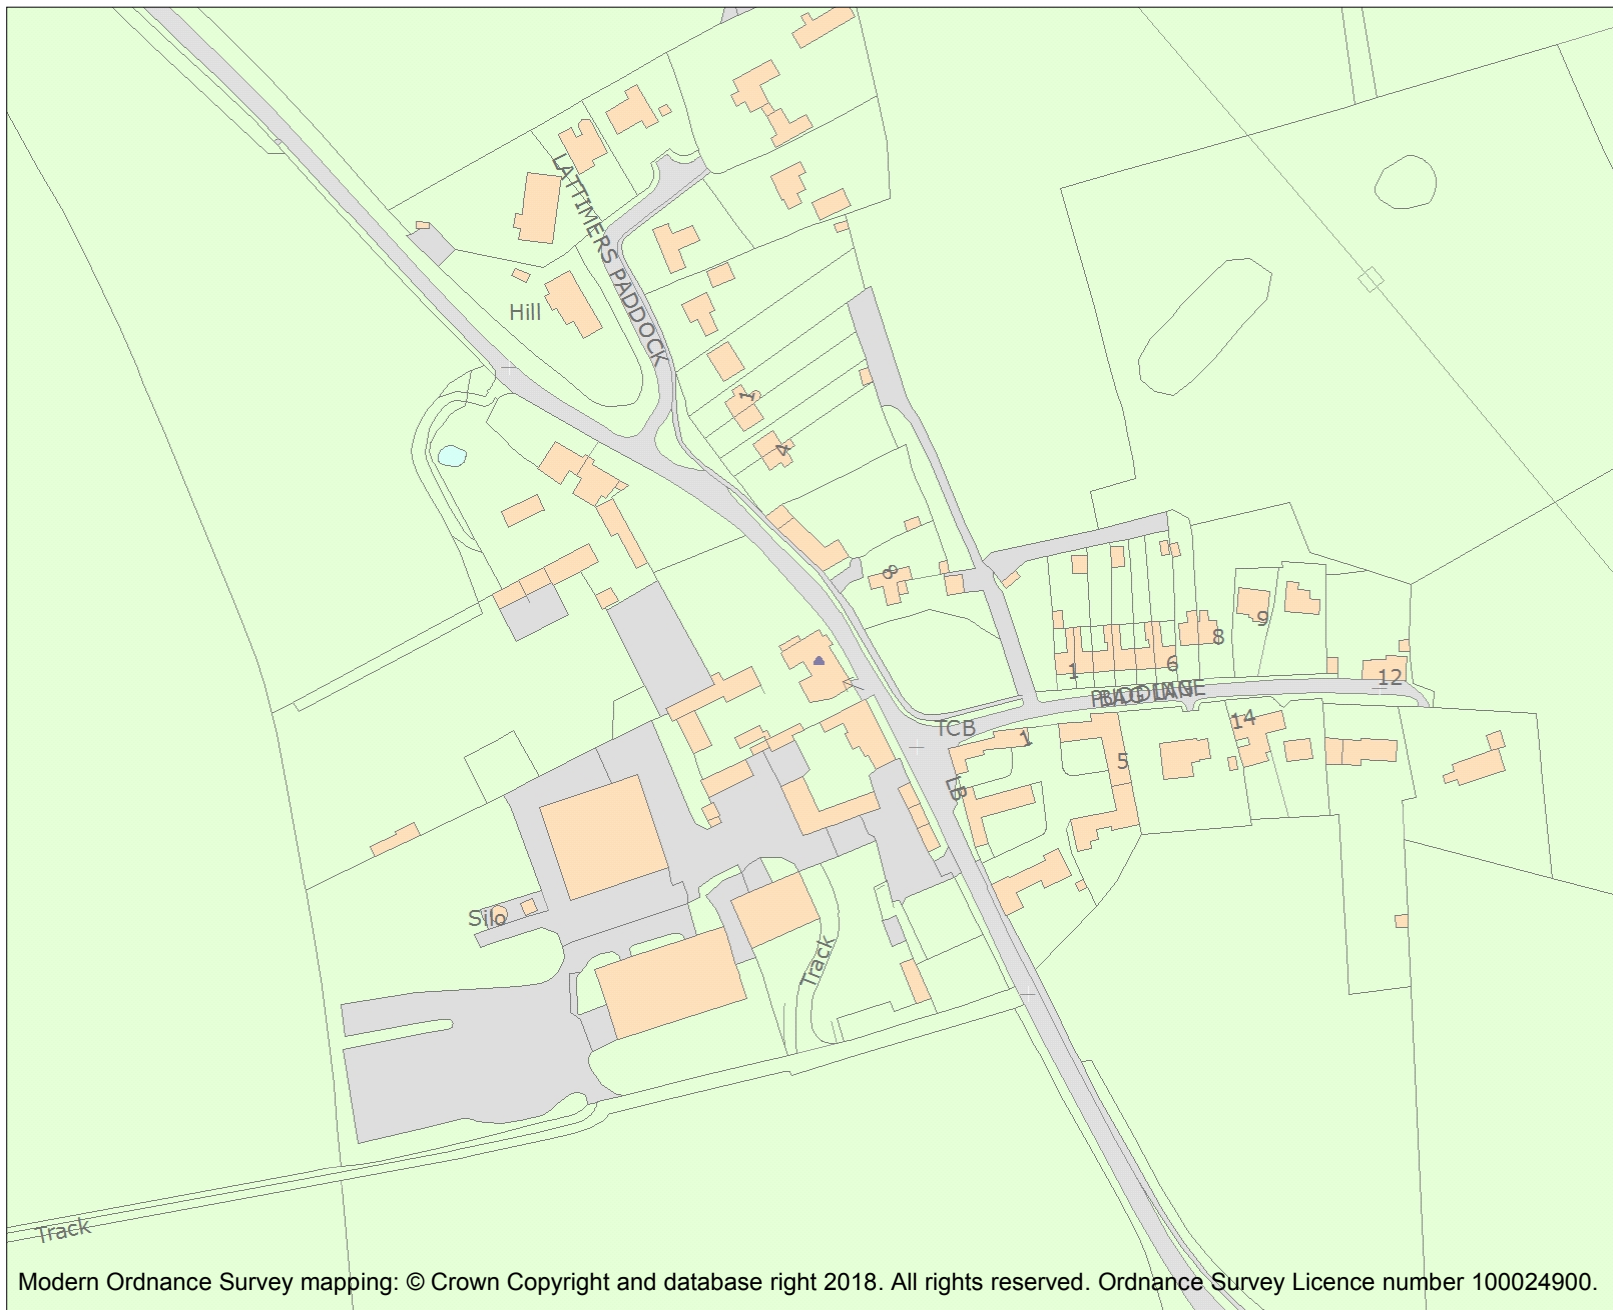 LATTIMERS PADDOCK
Hill
1
4
8
1
6
8
9
12
TCB
1
5
14
LB
Silo
Track
Track
Modern Ordnance Survey mapping: © Crown Copyright and database right 2018. All rights reserved. Ordnance Survey Licence number 100024900.